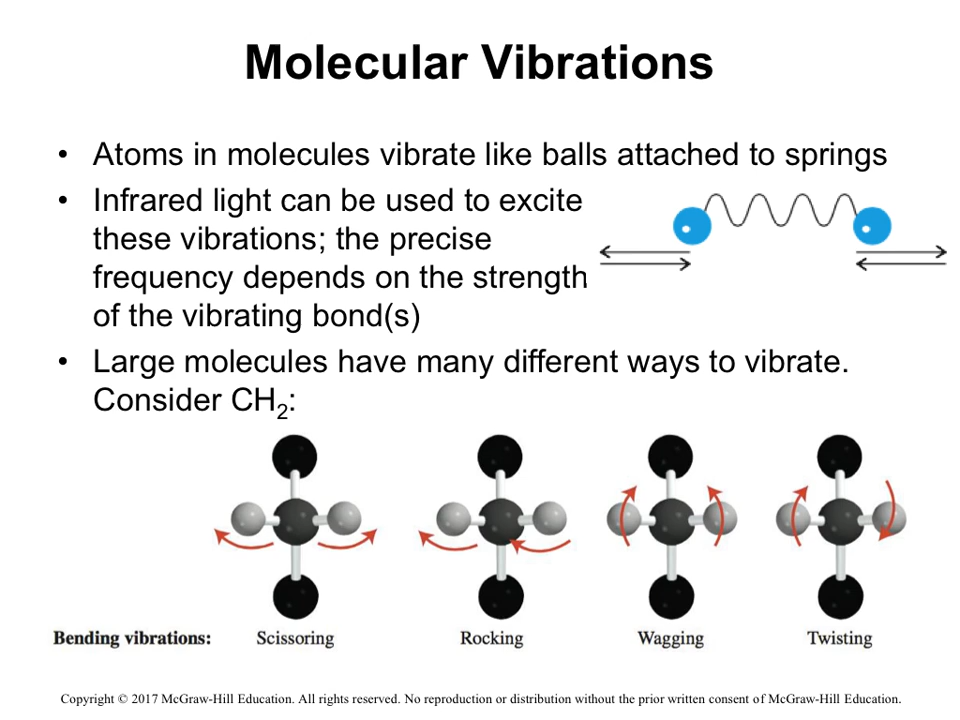 Molecular Vibrations
• Atoms in molecules vibrate like balls attached to springs
• Infrared light can be used to excite
these vibrations; the precise
frequency depends on the strength
of the vibrating bond(s)
• Large molecules have many different ways to vibrate.
Consider CH₂:
Bending vibrations: Scissoring Rocking Wagging Twisting
Copyright © 2017 McGraw-Hill Education. All rights reserved. No reproduction or distribution without the prior written consent of McGraw-Hill Education.